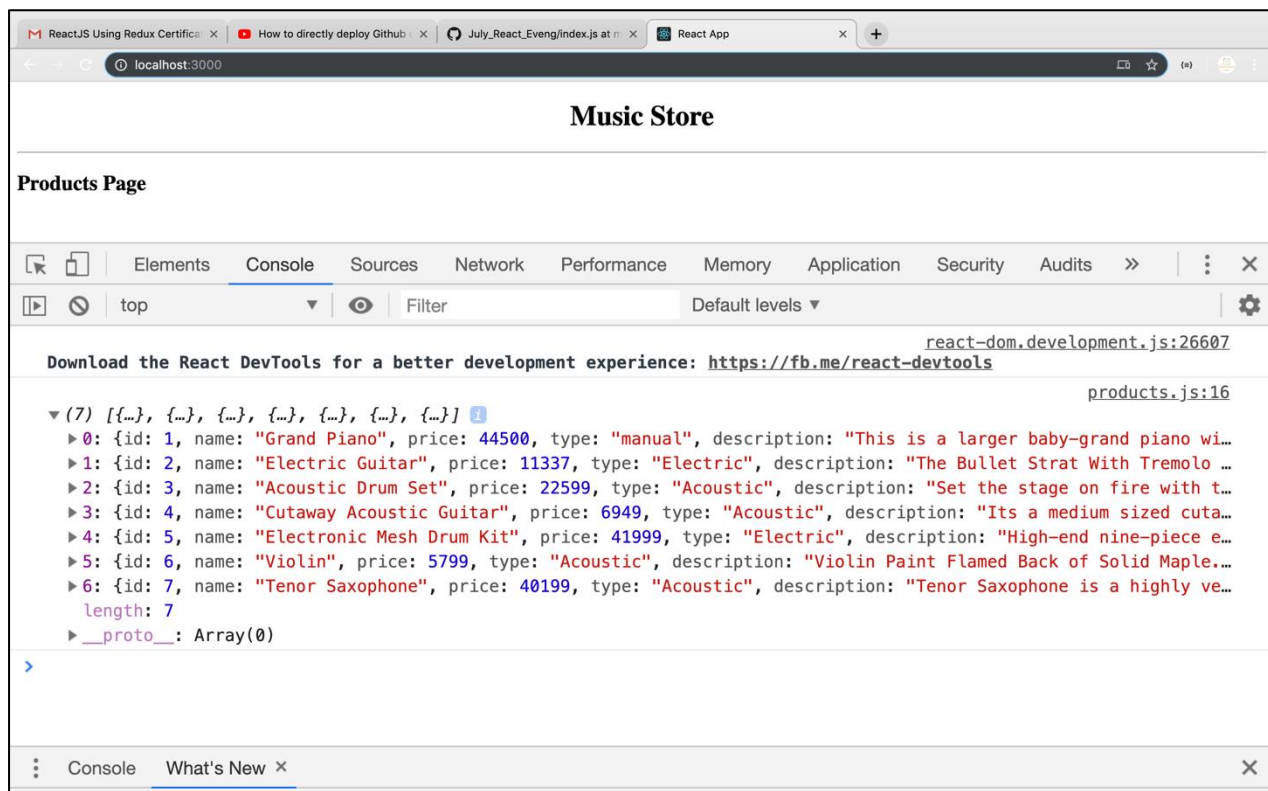 ReactJS Using Redux Certifica
How to directly deploy Github
July_React_Eveng/index.js at m
React App
localhost:3000
Music Store
Products Page
Elements Console Sources Network Performance Memory Application Security Audits »
top Filter Default levels ▼
react-dom.development.js:26607
Download the React DevTools for a better development experience: https://fb.me/react-devtools
products.js:16
▼(7) [{…}, {…}, {…}, {…}, {…}, {…}, {…}]
▶0: {id: 1, name: "Grand Piano", price: 44500, type: "manual", description: "This is a larger baby-grand piano wi…
▶1: {id: 2, name: "Electric Guitar", price: 11337, type: "Electric", description: "The Bullet Strat With Tremolo …
▶2: {id: 3, name: "Acoustic Drum Set", price: 22599, type: "Acoustic", description: "Set the stage on fire with t…
▶3: {id: 4, name: "Cutaway Acoustic Guitar", price: 6949, type: "Acoustic", description: "Its a medium sized cuta…
▶4: {id: 5, name: "Electronic Mesh Drum Kit", price: 41999, type: "Electric", description: "High-end nine-piece e…
▶5: {id: 6, name: "Violin", price: 5799, type: "Acoustic", description: "Violin Paint Flamed Back of Solid Maple.…
▶6: {id: 7, name: "Tenor Saxophone", price: 40199, type: "Acoustic", description: "Tenor Saxophone is a highly ve…
length: 7
▶__proto__: Array(0)
Console What's New ×